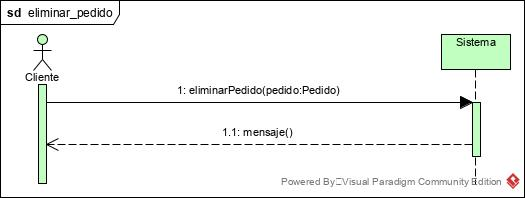 sd eliminar_pedido
Cliente
Sistema
1: eliminarPedido(pedido:Pedido)
1.1: mensaje()
Powered By Visual Paradigm Community Edition